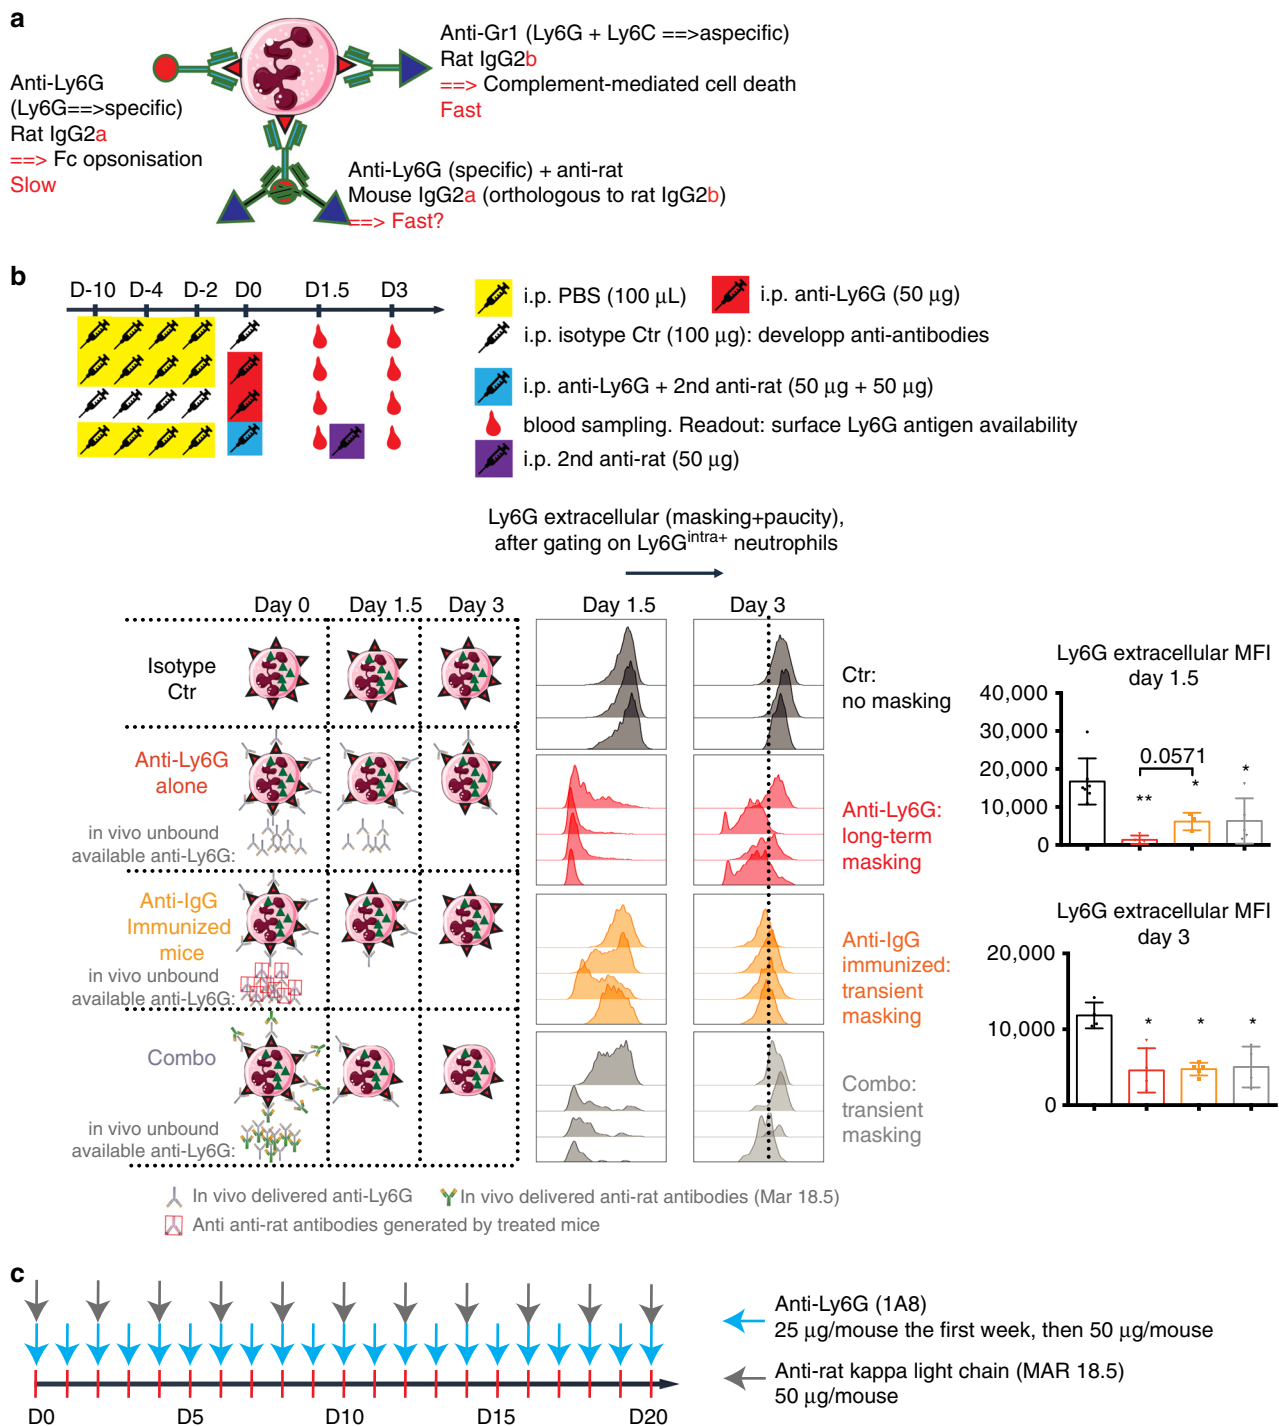 a
Anti-Gr1 (Ly6G + Ly6C ==>aspecific)
Rat IgG2b
==> Complement-mediated cell death
Fast
Anti-Ly6G
(Ly6G==>specific)
Rat IgG2a
==> Fc opsonisation
Slow
Anti-Ly6G (specific) + anti-rat
Mouse IgG2a (orthologous to rat IgG2b)
==> Fast?
b
D-10 D-4 D-2 D0 D1.5 D3
i.p. PBS (100 μL)
i.p. anti-Ly6G (50 μg)
i.p. isotype Ctr (100 μg): developp anti-antibodies
i.p. anti-Ly6G + 2nd anti-rat (50 μg + 50 μg)
blood sampling. Readout: surface Ly6G antigen availability
i.p. 2nd anti-rat (50 μg)
Ly6G extracellular (masking+paucity),
after gating on Ly6Gintra+ neutrophils
Day 0 Day 1.5 Day 3
Day 1.5 Day 3
Isotype
Ctr
Ctr:
no masking
Anti-Ly6G
alone
in vivo unbound
available anti-Ly6G:
Anti-Ly6G:
long-term
masking
Anti-IgG
Immunized
mice
in vivo unbound
available anti-Ly6G:
Anti-IgG
immunized:
transient
masking
Combo
in vivo unbound
available anti-Ly6G:
Combo:
transient
masking
Ly6G extracellular MFI
day 1.5
40,000
30,000
20,000
10,000
0
0.0571
** * *
Ly6G extracellular MFI
day 3
20,000
10,000
0
* * *
In vivo delivered anti-Ly6G
In vivo delivered anti-rat antibodies (Mar 18.5)
Anti anti-rat antibodies generated by treated mice
c
Anti-Ly6G (1A8)
25 μg/mouse the first week, then 50 μg/mouse
Anti-rat kappa light chain (MAR 18.5)
50 μg/mouse
D0 D5 D10 D15 D20